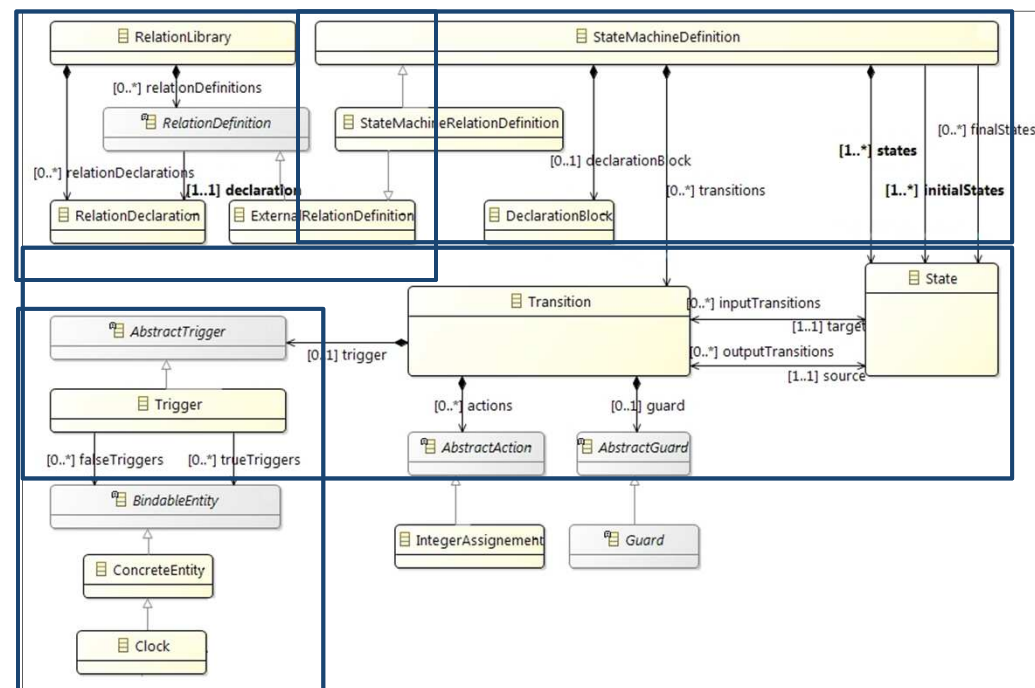 RelationLibrary
StateMachineDefinition
[0..*] relationDefinitions
RelationDefinition
StateMachineRelationDefinition
[0..*] finalStates
[1..*] states
[0..1] declarationBlock
[0..*] relationDeclarations
[1..1] declaration
[0..*] transitions
[1..*] initialStates
RelationDeclaration
ExternalRelationDefinition
DeclarationBlock
State
Transition
[0..*] inputTransitions
[1..1] target
AbstractTrigger
[0..1] trigger
[0..*] outputTransitions
[1..1] source
Trigger
[0..*] actions
[0..1] guard
AbstractAction
AbstractGuard
[0..*] falseTriggers
[0..*] trueTriggers
BindableEntity
IntegerAssignement
Guard
ConcreteEntity
Clock